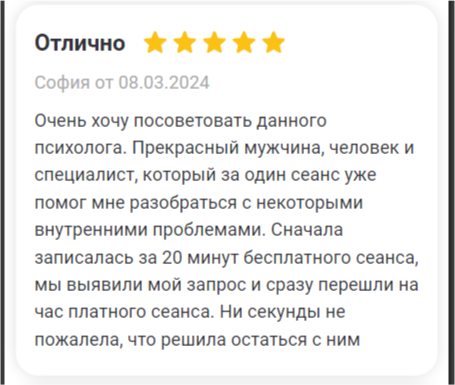 Отлично
София от 08.03.2024
Очень хочу посоветовать данного
психолога. Прекрасный мужчина, человек и
специалист, который за один сеанс уже
помог мне разобраться с некоторыми
внутренними проблемами. Сначала
записалась за 20 минут бесплатного сеанса,
мы выявили мой запрос и сразу перешли на
час платного сеанса. Ни секунды не
пожалела, что решила остаться с ним